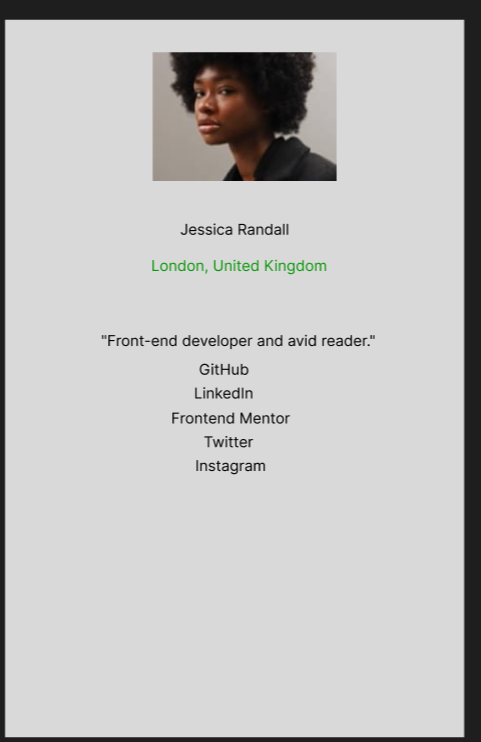 Jessica Randall
London, United Kingdom
"Front-end developer and avid reader."
GitHub
LinkedIn
Frontend Mentor
Twitter
Instagram